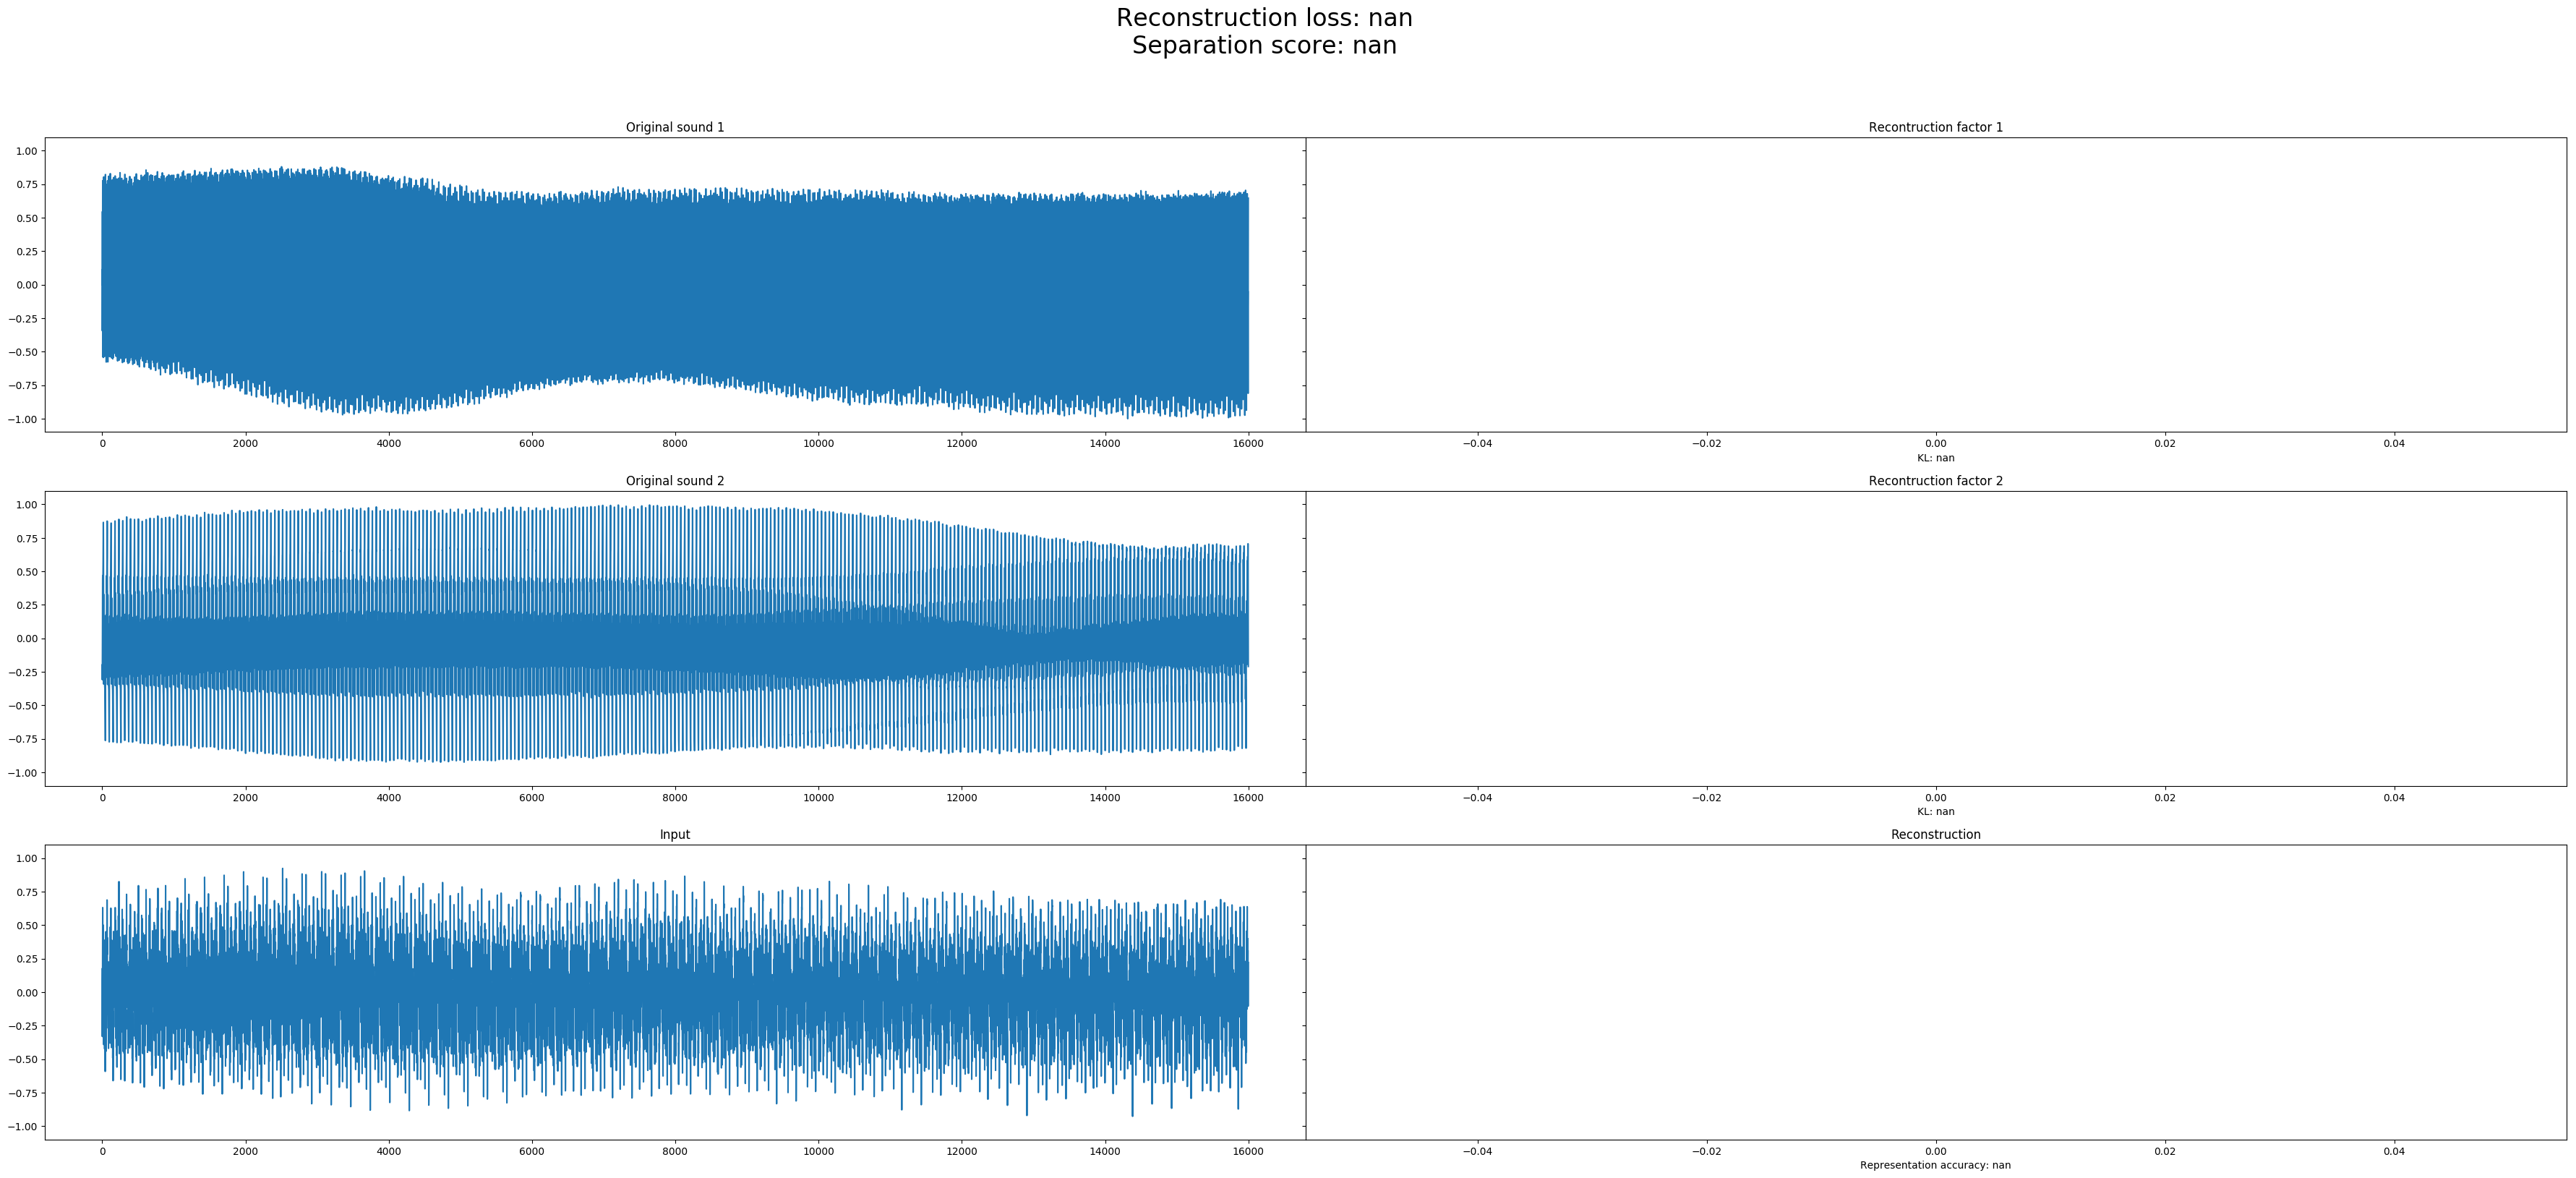 Reconstruction loss: nan
Separation score: nan
Original sound 1
Recontruction factor 1
1.00
0.75
0.50
0.25
0.00
−0.25
−0.50
−0.75
−1.00
0 2000 4000 6000 8000 10000 12000 14000 16000
−0.04 −0.02 0.00 0.02 0.04
KL: nan
Original sound 2
Recontruction factor 2
1.00
0.75
0.50
0.25
0.00
−0.25
−0.50
−0.75
−1.00
0 2000 4000 6000 8000 10000 12000 14000 16000
−0.04 −0.02 0.00 0.02 0.04
KL: nan
Input
Reconstruction
1.00
0.75
0.50
0.25
0.00
−0.25
−0.50
−0.75
−1.00
0 2000 4000 6000 8000 10000 12000 14000 16000
−0.04 −0.02 0.00 0.02 0.04
Representation accuracy: nan